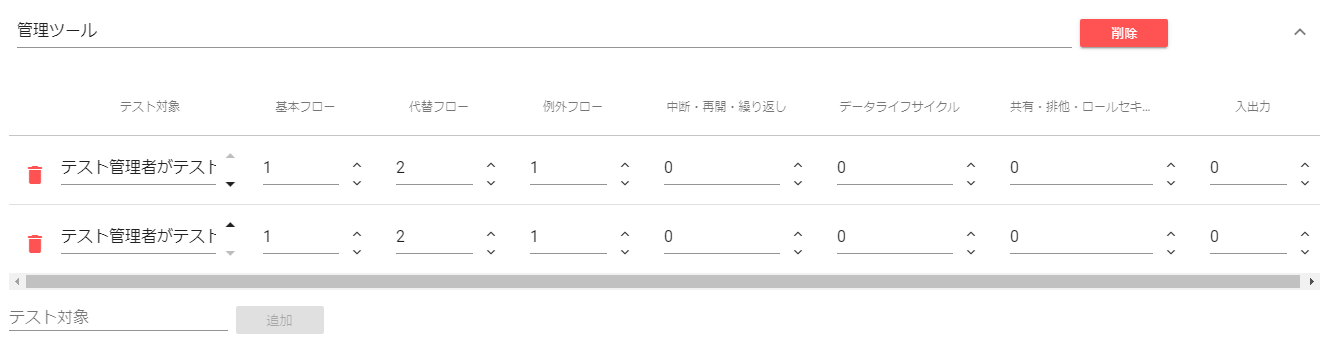 管理ツール
削除
テスト対象 基本フロー 代替フロー 例外フロー 中断・再開・繰り返し データライフサイクル 共有・排他・ロールセキ... 入出力
テスト管理者がテスト 1 2 1 0 0 0 0
テスト管理者がテスト 1 2 1 0 0 0 0
テスト対象 追加